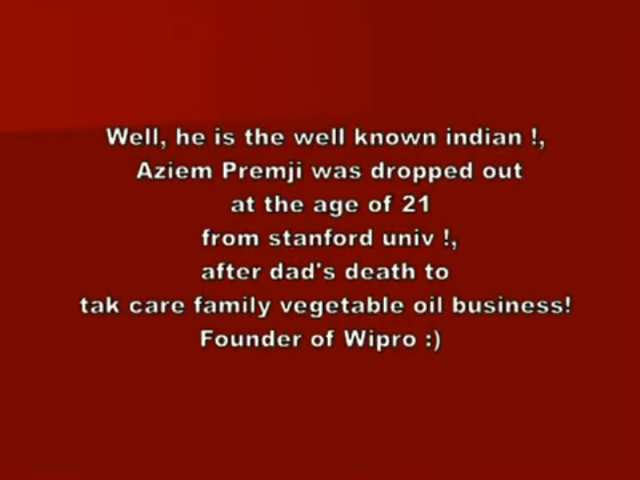 Well, he is the well known indian !,
Aziem Premji was dropped out
at the age of 21
from stanford univ !,
after dad's death to
tak care family vegetable oil business!
Founder of Wipro :)